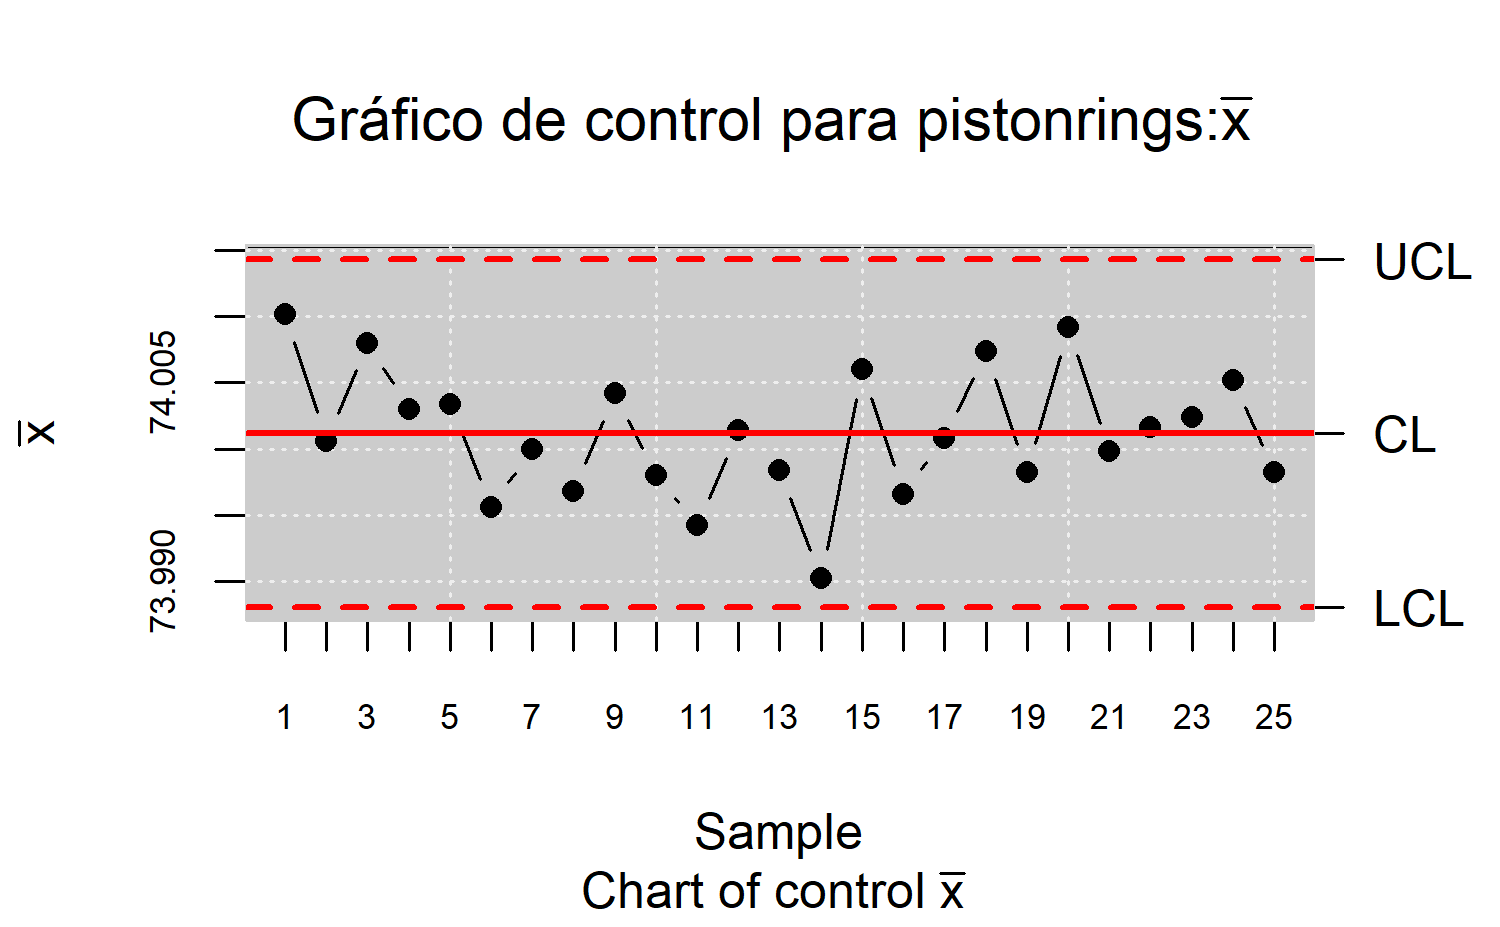 Gráfico de control para pistonrings:x̅
UCL
74.005
x̅
CL
73.990
LCL
1 3 5 7 9 11 13 15 17 19 21 23 25
Sample
Chart of control x̅